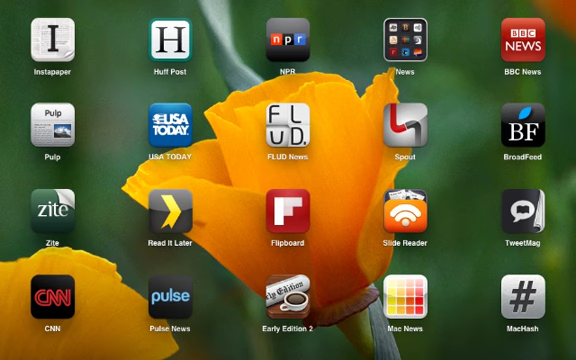 I
H
npr
BBC
NEWS
Instapaper
Huff Post
NPR
News
BBC News
Pulp
USA
TODAY
FLUD.
BF
Pulp
USA TODAY
FLUD News
Spout
BroadFeed
zite
Zite
Read It Later
Flipboard
Slide Reader
TweetMag
CNN
pulse
ly Edition
#
CNN
Pulse News
Early Edition 2
Mac News
MacHash